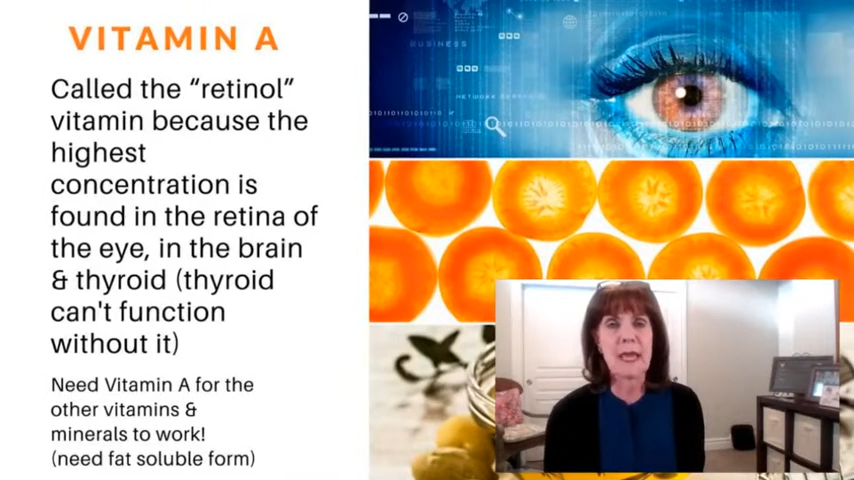 VITAMIN A
Called the “retinol”
vitamin because the
highest
concentration is
found in the retina of
the eye, in the brain
& thyroid (thyroid
can't function
without it)
Need Vitamin A for the
other vitamins &
minerals to work!
(need fat soluble form)
BUSINESS